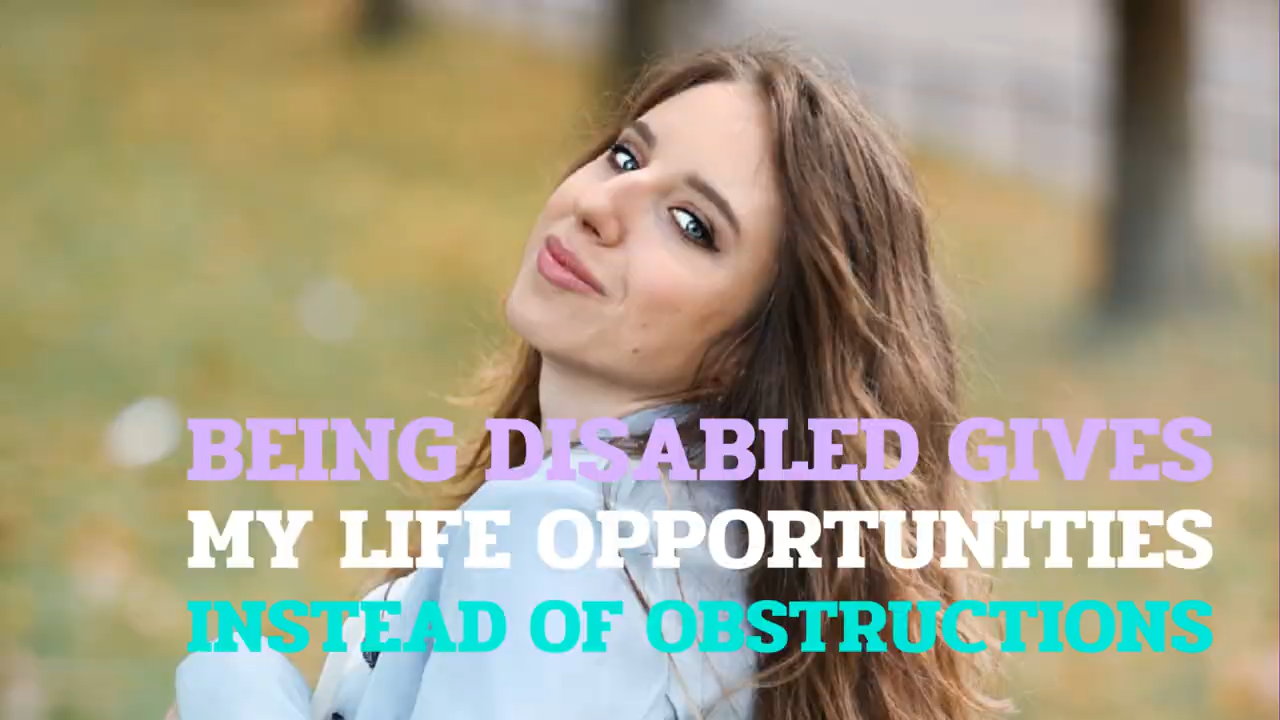 BEING DISABLED GIVES
MY LIFE OPPORTUNITIES
INSTEAD OF OBSTRUCTIONS